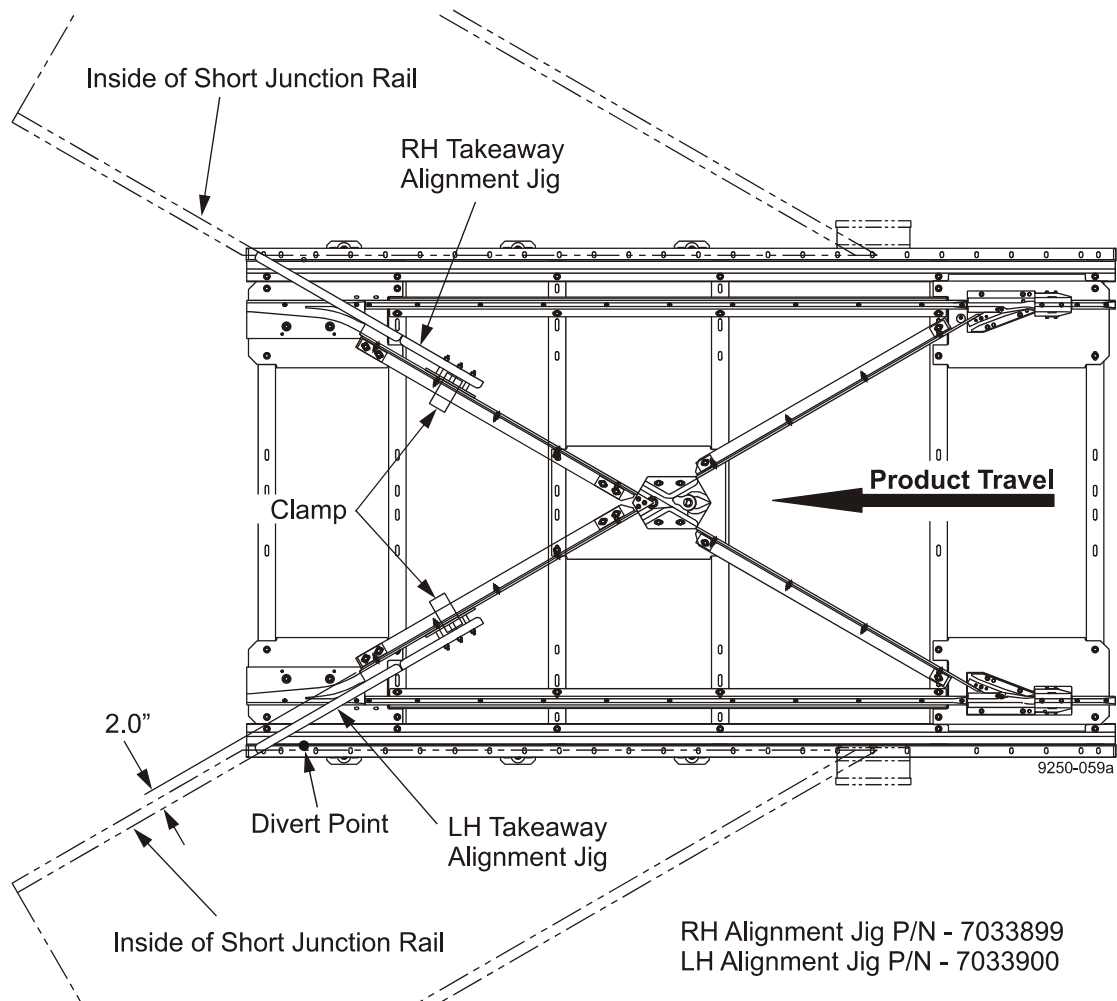 Inside of Short Junction Rail
RH Takeaway
Alignment Jig
Product Travel
Clamp
2.0”
9250-059a
Divert Point
LH Takeaway
Alignment Jig
Inside of Short Junction Rail
RH Alignment Jig P/N - 7033899
LH Alignment Jig P/N - 7033900